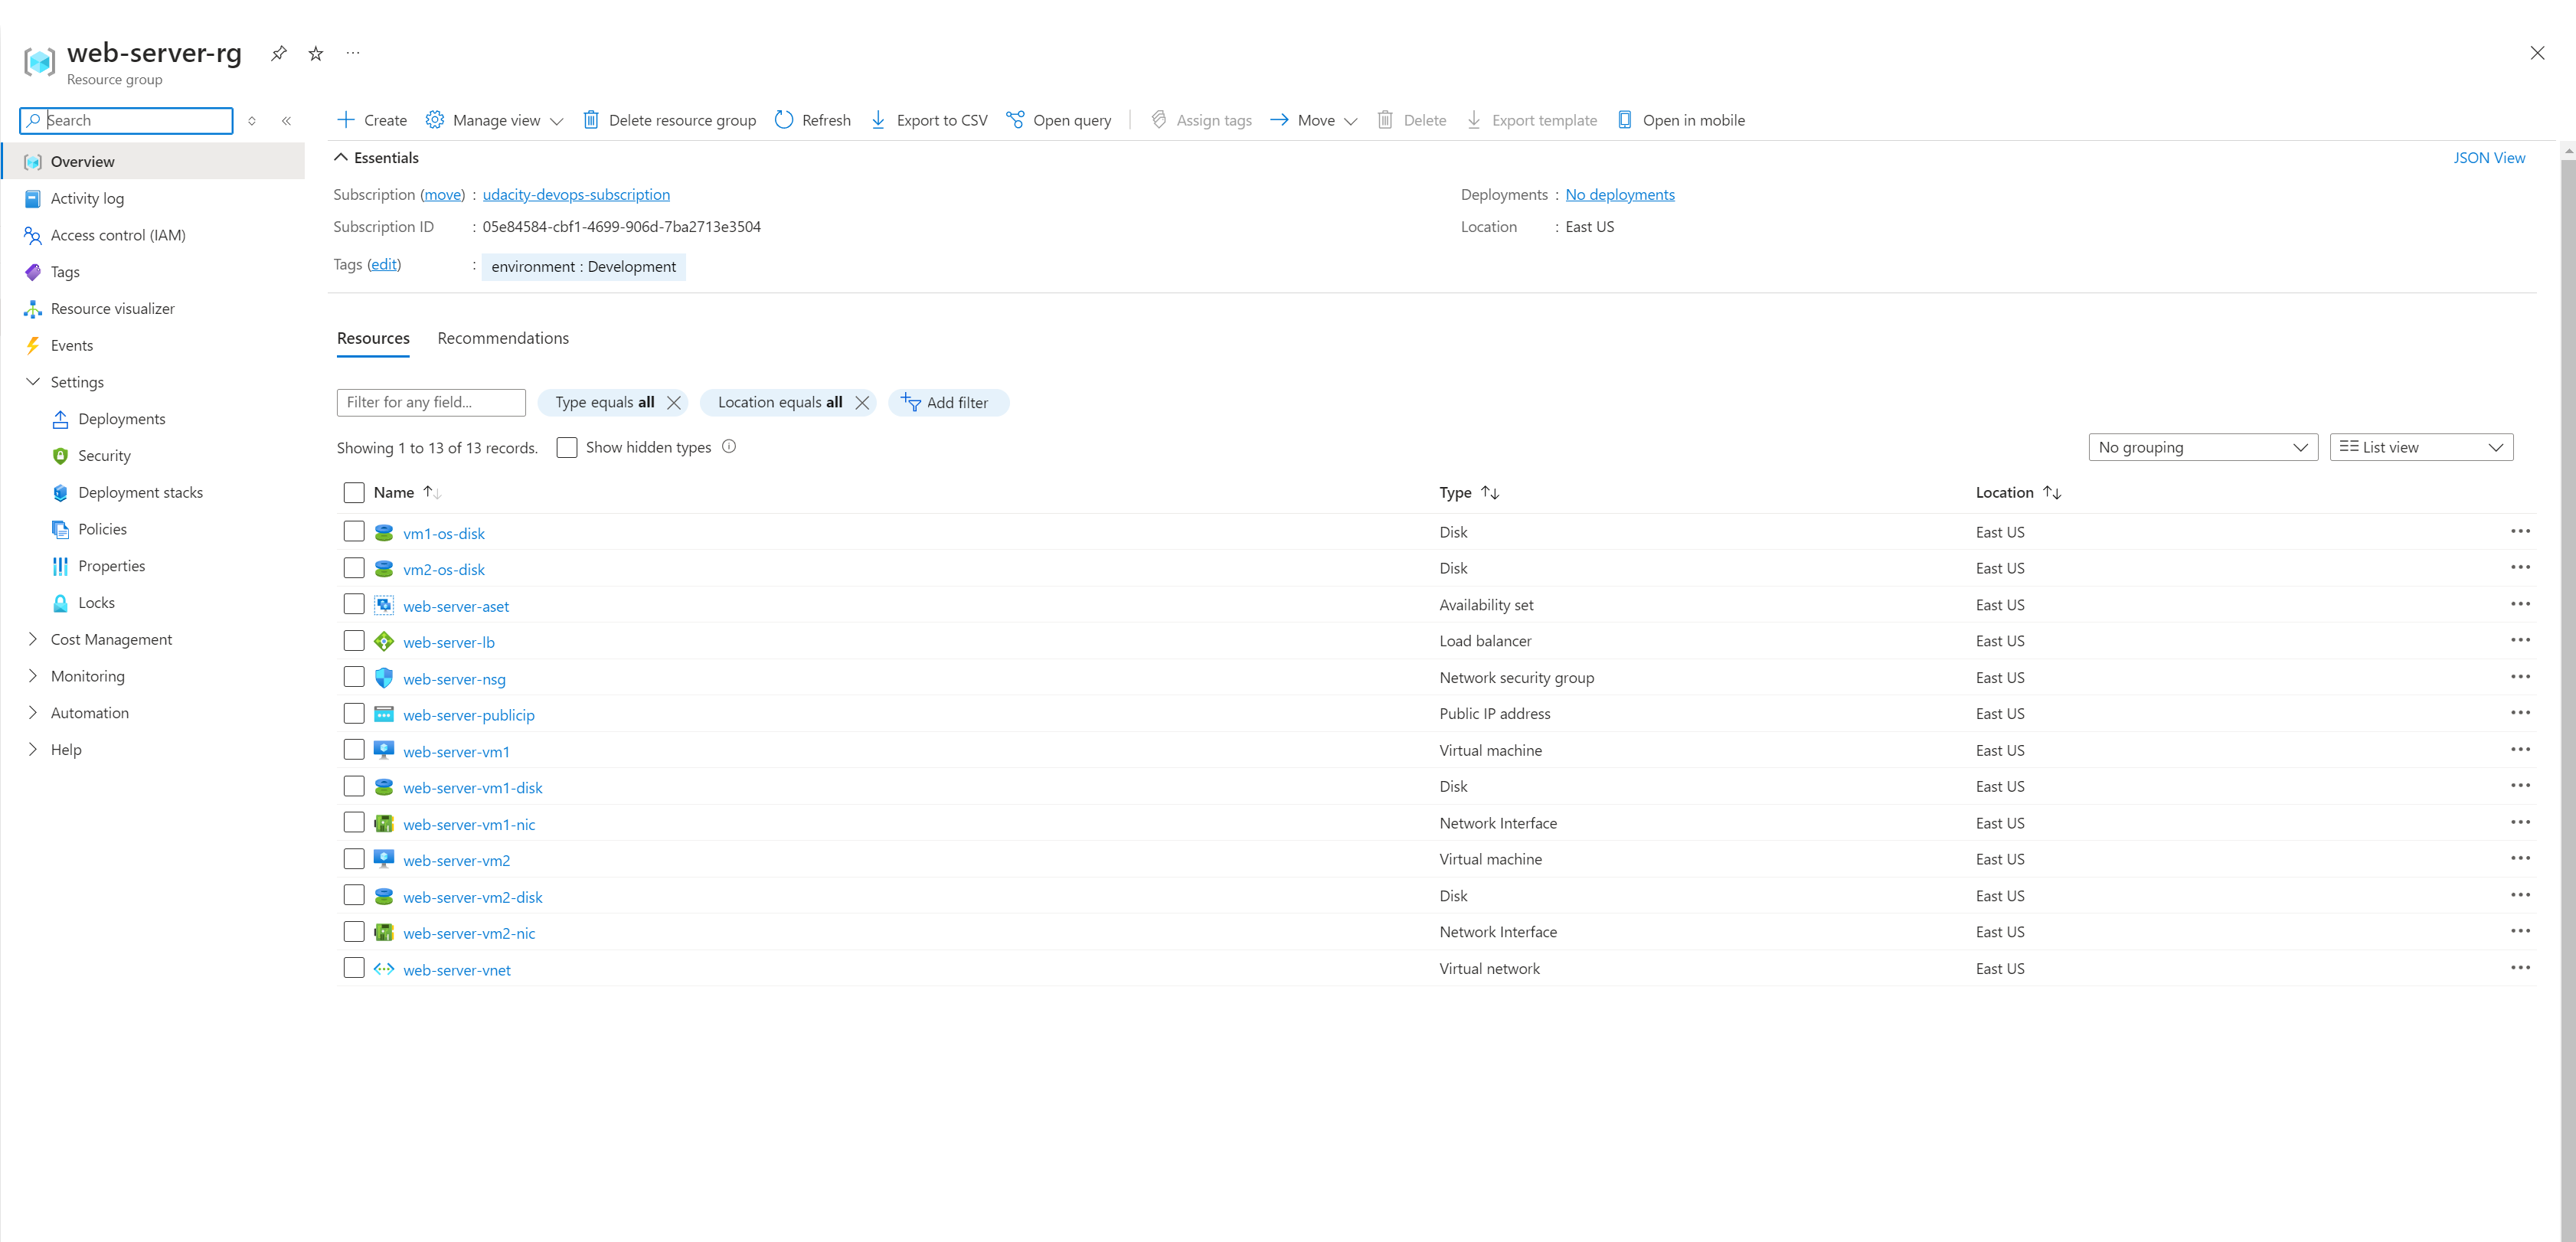 web-server-rg
Resource group
Search
Create Manage view Delete resource group Refresh Export to CSV Open query Assign tags Move Delete Export template Open in mobile
Overview
Activity log
Access control (IAM)
Tags
Resource visualizer
Events
Settings
Deployments
Security
Deployment stacks
Policies
Properties
Locks
Cost Management
Monitoring
Automation
Help
Essentials JSON View
Subscription (move) : udacity-devops-subscription Deployments : No deployments
Subscription ID : 05e84584-cbf1-4699-906d-7ba2713e3504 Location : East US
Tags (edit) : environment : Development
Resources Recommendations
Filter for any field... Type equals all Location equals all Add filter
Showing 1 to 13 of 13 records. Show hidden types No grouping List view
Name Type Location
vm1-os-disk Disk East US
vm2-os-disk Disk East US
web-server-aset Availability set East US
web-server-lb Load balancer East US
web-server-nsg Network security group East US
web-server-publicip Public IP address East US
web-server-vm1 Virtual machine East US
web-server-vm1-disk Disk East US
web-server-vm1-nic Network Interface East US
web-server-vm2 Virtual machine East US
web-server-vm2-disk Disk East US
web-server-vm2-nic Network Interface East US
web-server-vnet Virtual network East US